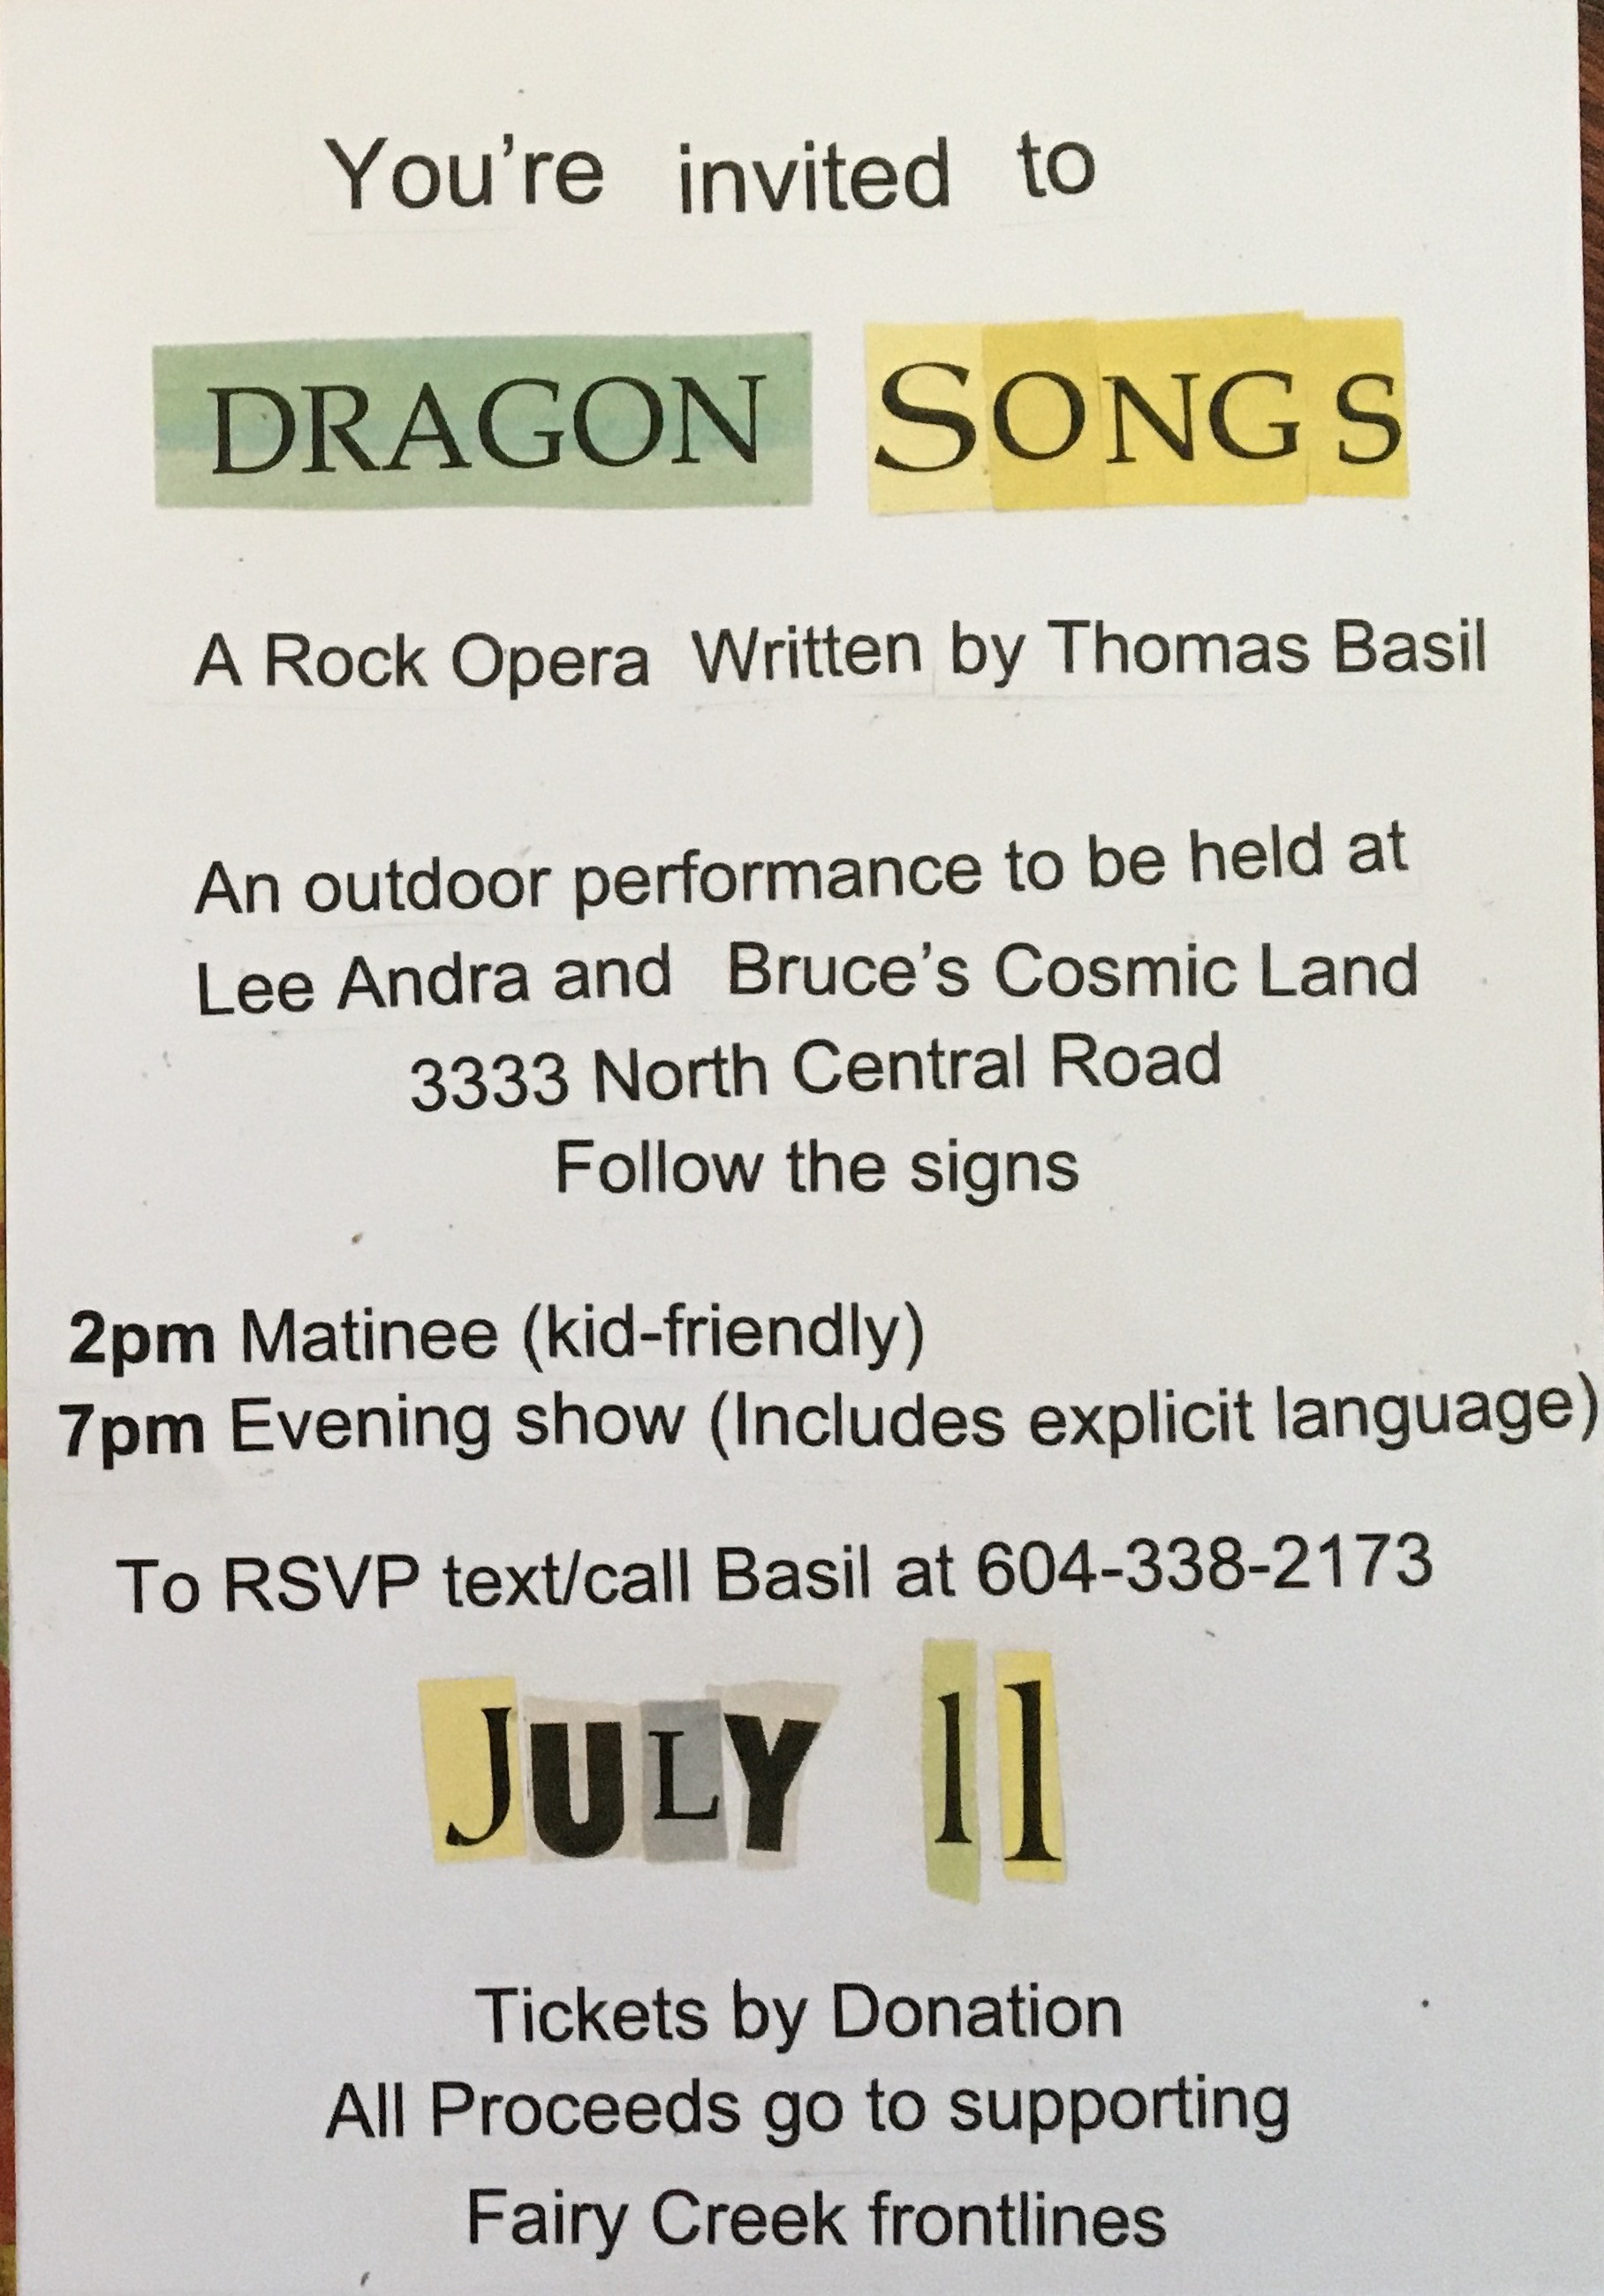 You're invited to
DRAGON SONGS
A Rock Opera Written by Thomas Basil
An outdoor performance to be held at
Lee Andra and Bruce's Cosmic Land
3333 North Central Road
Follow the signs
2pm Matinee (kid-friendly)
7pm Evening show (Includes explicit language)
To RSVP text/call Basil at 604-338-2173
JULY 11
Tickets by Donation
All Proceeds go to supporting
Fairy Creek frontlines